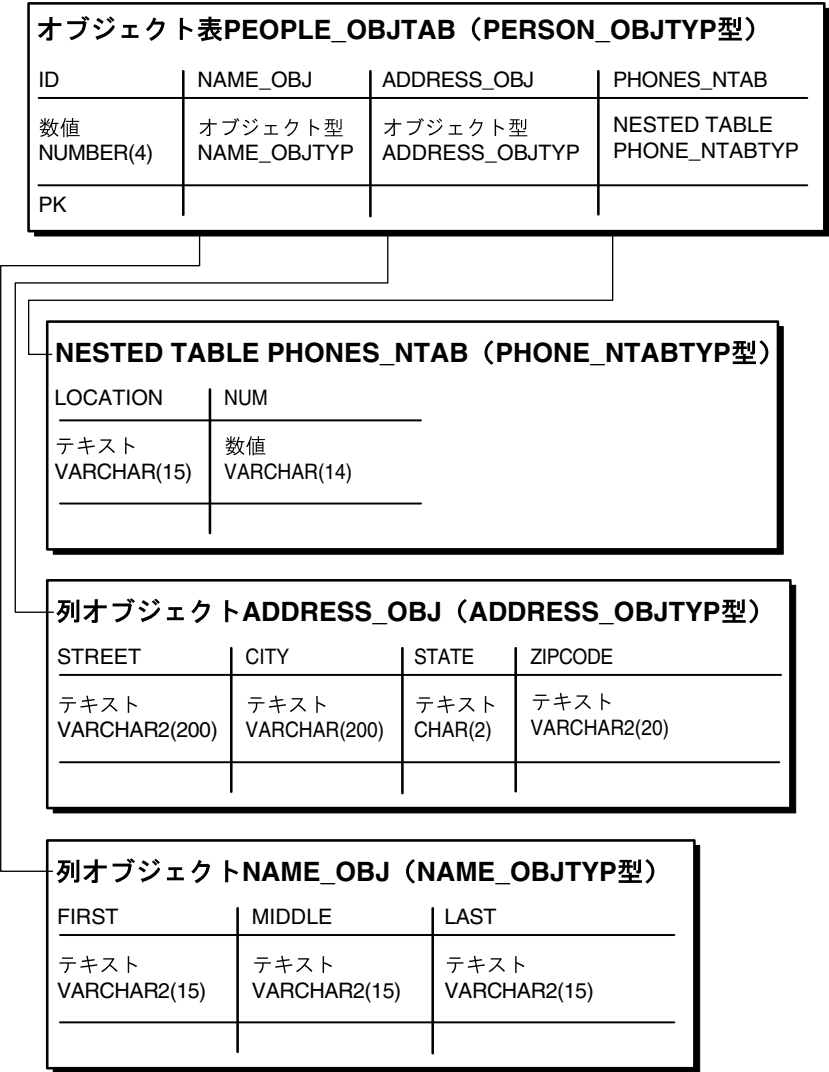 オブジェクト表PEOPLE_OBJTAB（PERSON_OBJTYP型）
ID NAME_OBJ ADDRESS_OBJ PHONES_NTAB
数値 オブジェクト型 オブジェクト型 NESTED TABLE
NUMBER(4) NAME_OBJTYP ADDRESS_OBJTYP PHONE_NTABTYP
PK
NESTED TABLE PHONES_NTAB（PHONE_NTABTYP型）
LOCATION NUM
テキスト 数値
VARCHAR(15) VARCHAR(14)
列オブジェクトADDRESS_OBJ（ADDRESS_OBJTYP型）
STREET CITY STATE ZIPCODE
テキスト テキスト テキスト テキスト
VARCHAR2(200) VARCHAR(200) CHAR(2) VARCHAR2(20)
列オブジェクトNAME_OBJ（NAME_OBJTYP型）
FIRST MIDDLE LAST
テキスト テキスト テキスト
VARCHAR2(15) VARCHAR2(15) VARCHAR2(15)